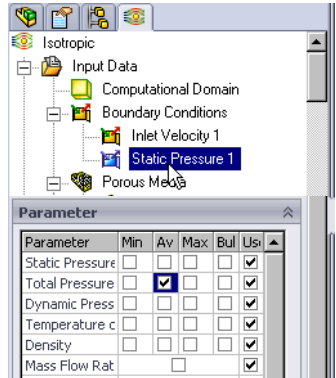 Isotropic
Input Data
Computational Domain
Boundary Conditions
Inlet Velocity 1
Static Pressure 1
Porous Media
Parameter
Parameter Min Av Max Bul Use
Static Pressure
Total Pressure
Dynamic Press
Temperature o
Density
Mass Flow Rat